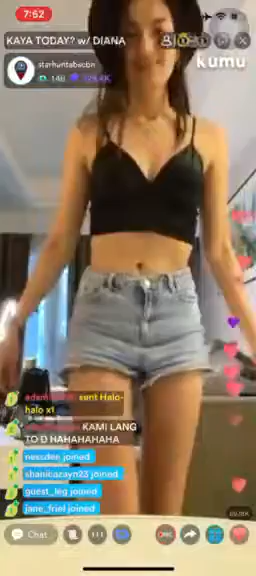 7:52
KAYA TODAY? w/ DIANA
kumu
starhuntabscbn
148
sent Halo-
halo x1
KAMI LANG
TO Đ HAHAHAHAHA
joined
shanicazayn23 joined
guest_leg joined
jane_friel joined
Chat